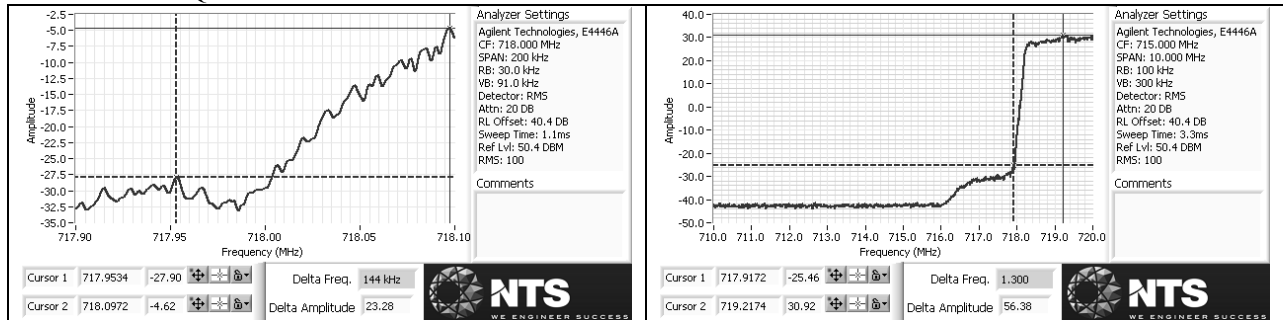 -2.5
-5.0
-7.5
-10.0
-12.5
-15.0
-17.5
-20.0
-22.5
-25.0
-27.5
-30.0
-32.5
-35.0
Amplitude
717.90 717.95 718.00 718.05 718.10
Frequency (MHz)
Analyzer Settings
Agilent Technologies, E4446A
CF: 718.000 MHz
SPAN: 200 kHz
RB: 30.0 kHz
VB: 91.0 kHz
Detector: RMS
Attn: 20 DB
RL Offset: 40.4 DB
Sweep Time: 1.1ms
Ref Lvl: 50.4 DBM
RMS: 100
Comments
Cursor 1 717.9534 -27.90
Cursor 2 718.0972 -4.62
Delta Freq. 144 kHz
Delta Amplitude 23.28
NTS
WE ENGINEER SUCCESS
40.0
30.0
20.0
10.0
0.0
-10.0
-20.0
-30.0
-40.0
-50.0
Amplitude
710.0 711.0 712.0 713.0 714.0 715.0 716.0 717.0 718.0 719.0 720.0
Frequency (MHz)
Analyzer Settings
Agilent Technologies, E4446A
CF: 715.000 MHz
SPAN: 10.000 MHz
RB: 100 kHz
VB: 300 kHz
Detector: RMS
Attn: 20 DB
RL Offset: 40.4 DB
Sweep Time: 3.3ms
Ref Lvl: 50.4 DBM
RMS: 100
Comments
Cursor 1 717.9172 -25.46
Cursor 2 719.2174 30.92
Delta Freq. 1.300
Delta Amplitude 56.38
NTS
WE ENGINEER SUCCESS